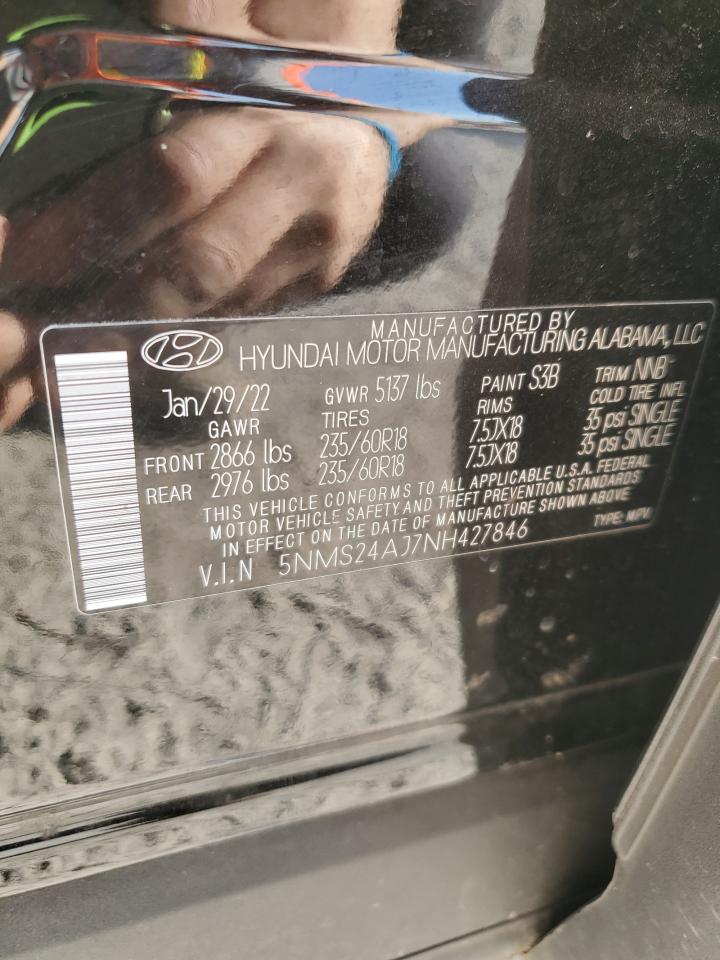 MANUFACTURED BY
HYUNDAI MOTOR MANUFACTURING ALABAMA, LLC
Jan/29/22 GVWR 5137 lbs PAINT S3B TRIM NNB
GAWR TIRES RIMS COLD TIRE INFL
FRONT 2866 lbs 235/60R18 7.5JX18 35 psi SINGLE
REAR 2976 lbs 235/60R18 7.5JX18 35 psi SINGLE
THIS VEHICLE CONFORMS TO ALL APPLICABLE U.S.A. FEDERAL
MOTOR VEHICLE SAFETY AND THEFT PREVENTION STANDARDS
IN EFFECT ON THE DATE OF MANUFACTURE SHOWN ABOVE
V.I.N 5NMS24AJ7NH427846 TYPE: MPV